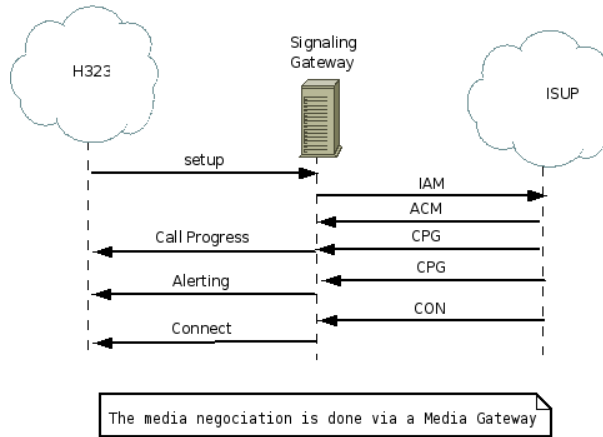 Signaling
Gateway
H323
ISUP
setup
IAM
ACM
Call Progress
CPG
CPG
Alerting
CON
Connect
The media negociation is done via a Media Gateway